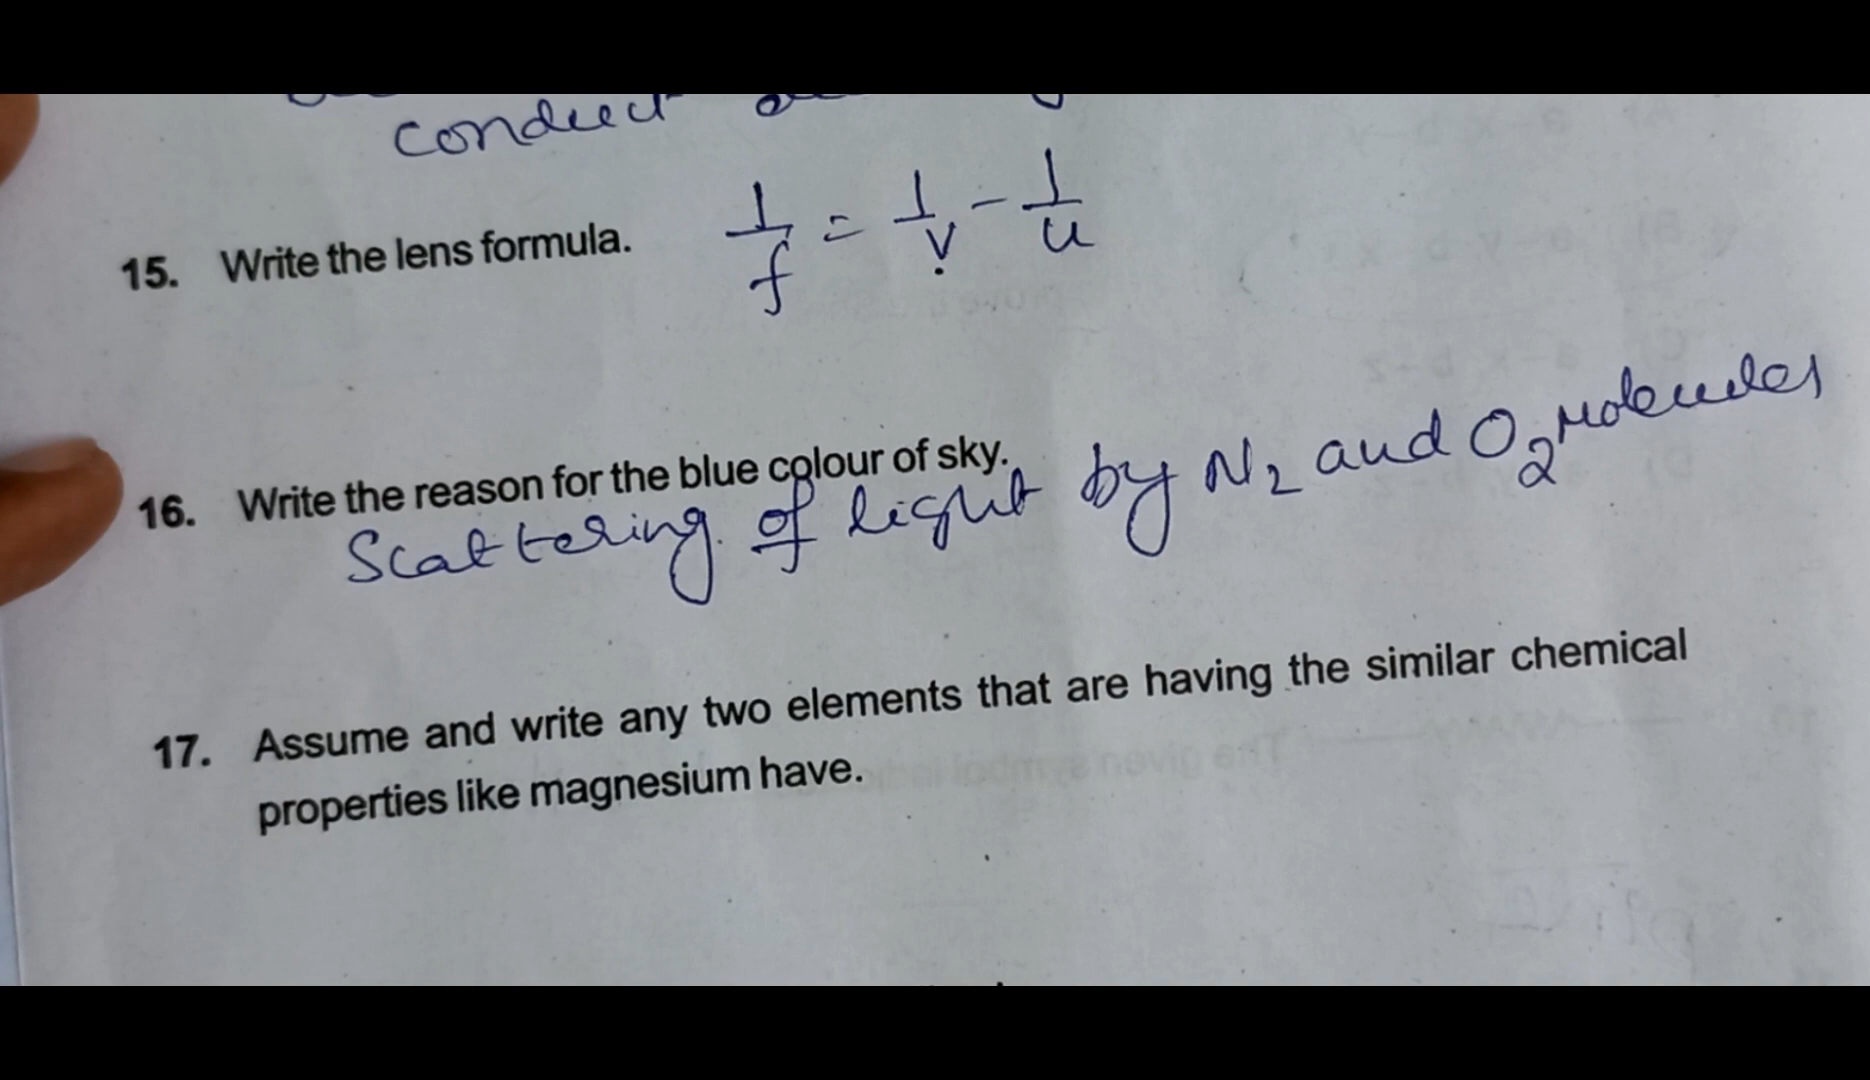 conduct
15. Write the lens formula. 1/f = 1/v - 1/u
16. Write the reason for the blue colour of sky.
Scattering of light by N₂ and O₂ molecules
17. Assume and write any two elements that are having the similar chemical
properties like magnesium have.